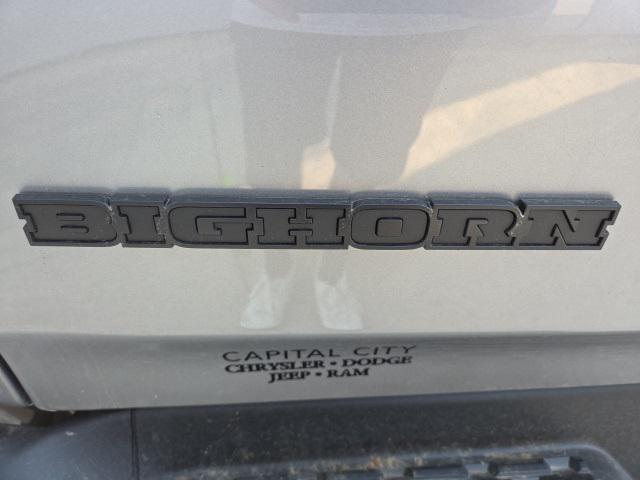 BIGHORN
CAPITAL CITY
CHRYSLER • DODGE
JEEP • RAM